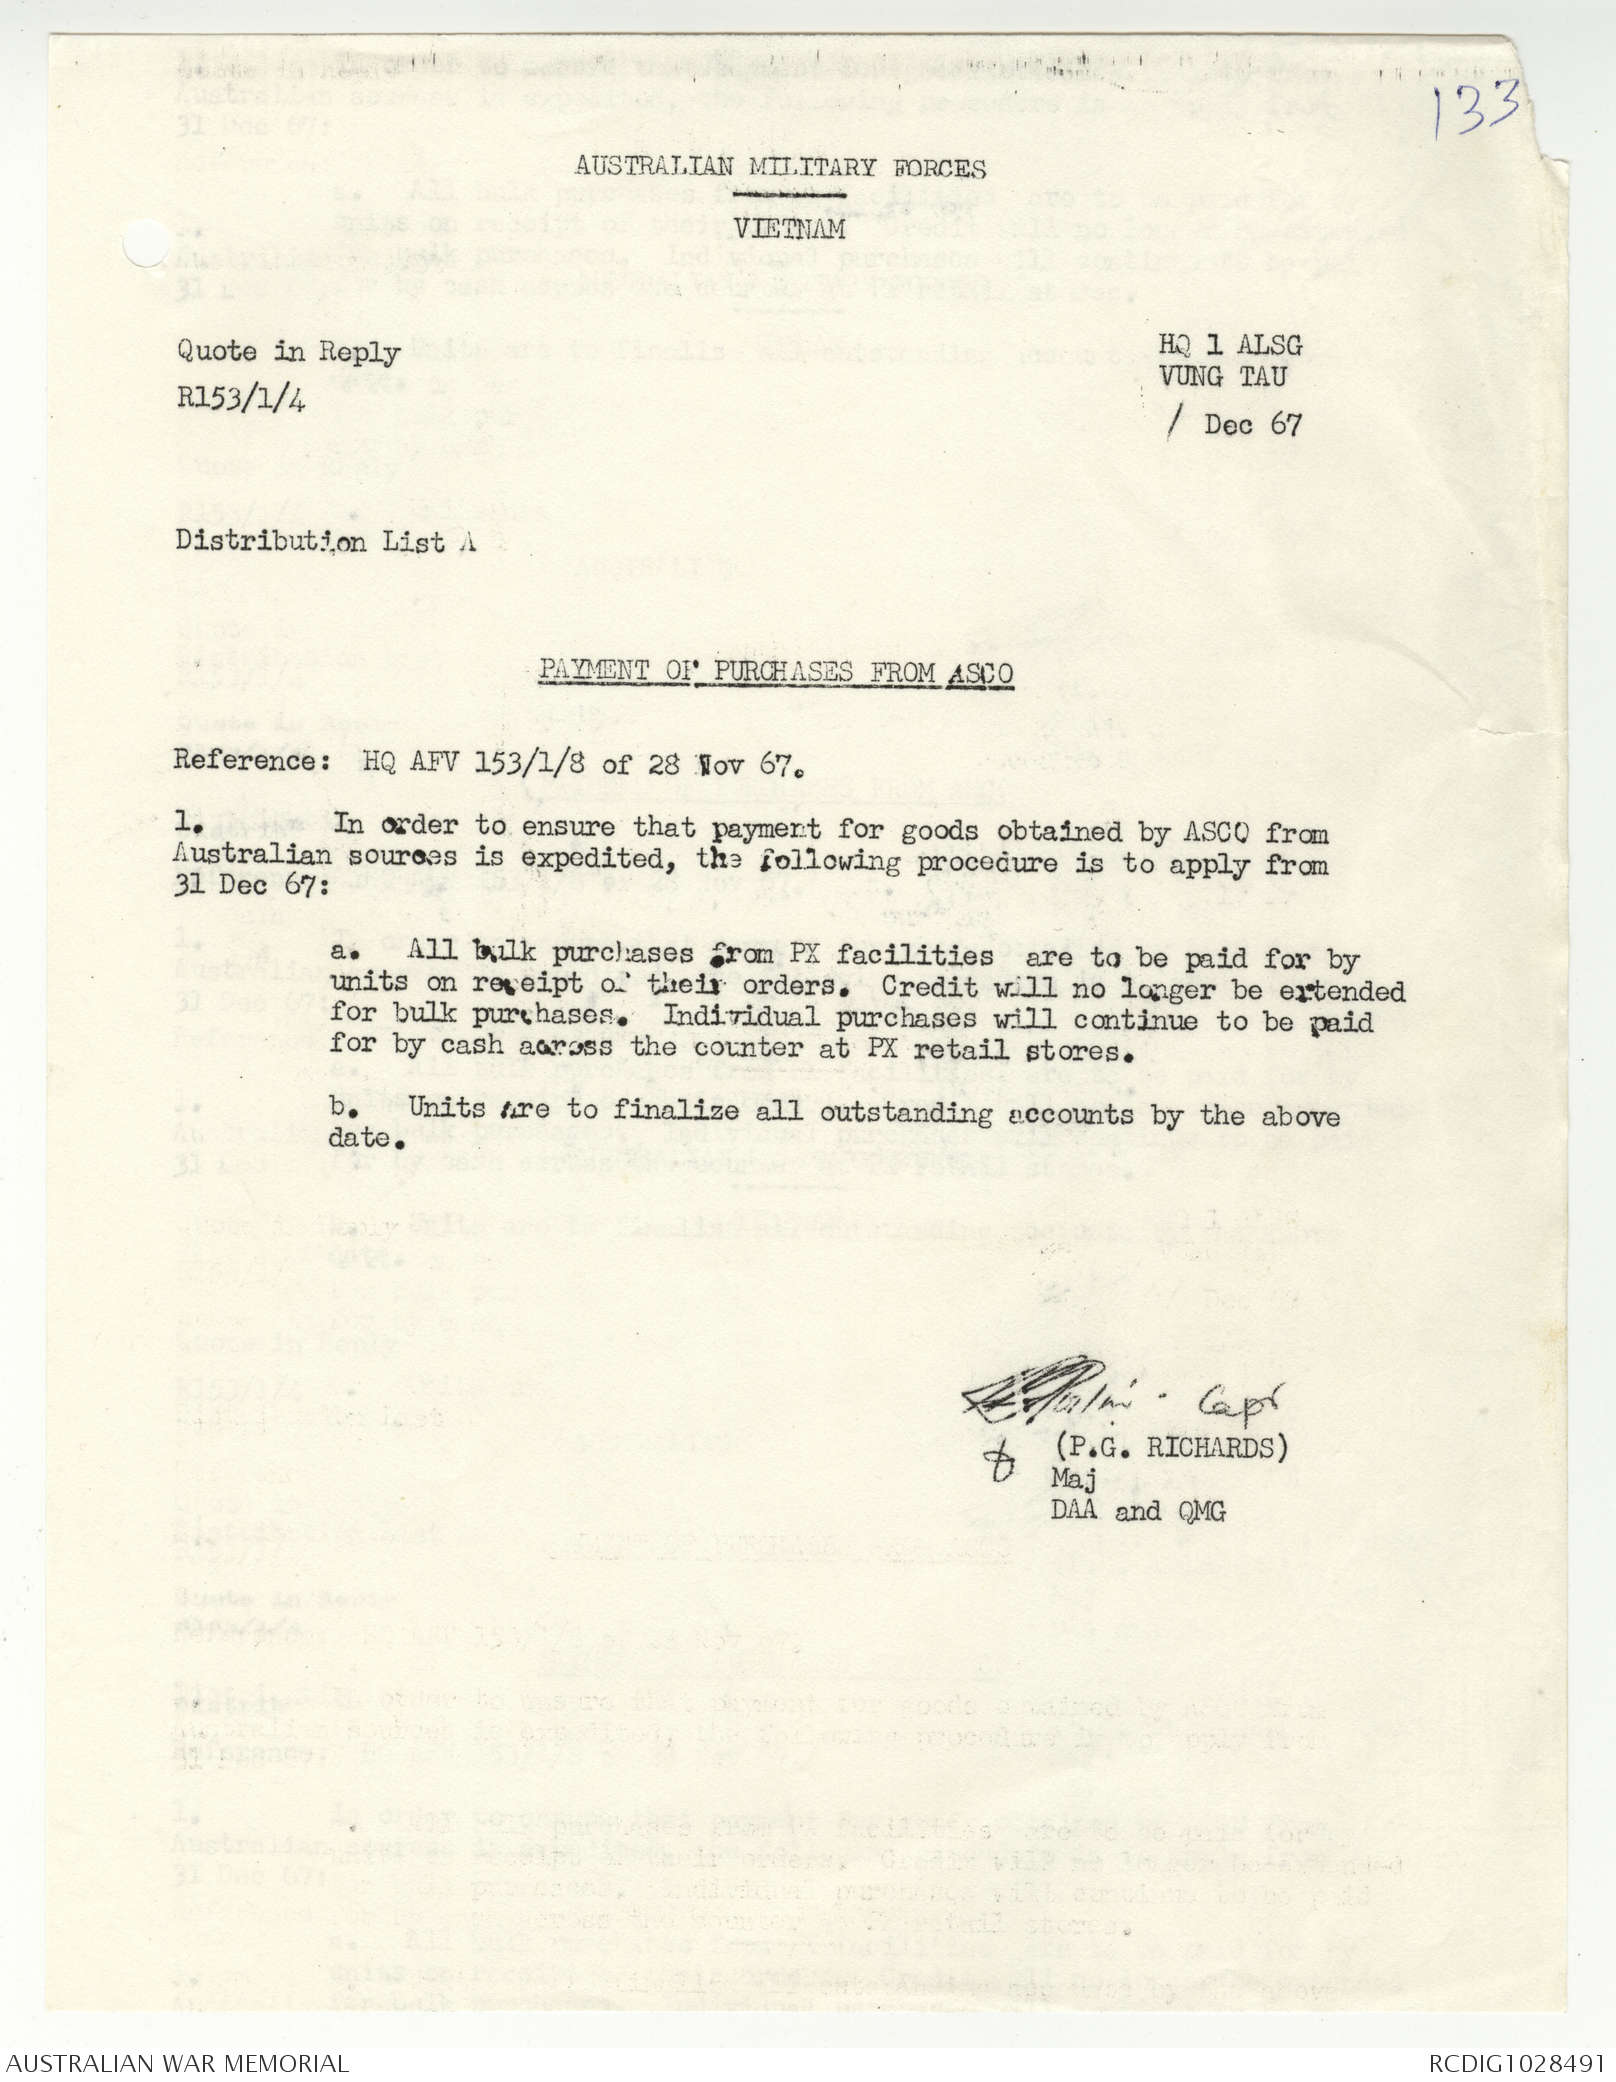 133
AUSTRALIAN MILITARY FORCES
VIETNAM
Quote in Reply
R153/1/4
HQ 1 ALSG
VUNG TAU
/ Dec 67
Distribution List A
PAYMENT OF PURCHASES FROM ASCO
Reference: HQ AFV 153/1/8 of 28 Nov 67.
1. In order to ensure that payment for goods obtained by ASCO from
Australian sources is expedited, the following procedure is to apply from
31 Dec 67:
a. All bulk purchases from PX facilities are to be paid for by
units on receipt of their orders. Credit will no longer be extended
for bulk purchases. Individual purchases will continue to be paid
for by cash across the counter at PX retail stores.
b. Units are to finalize all outstanding accounts by the above
date.
Capt
(P.G. RICHARDS)
Maj
DAA and QMG
AUSTRALIAN WAR MEMORIAL
RCDIG1028491